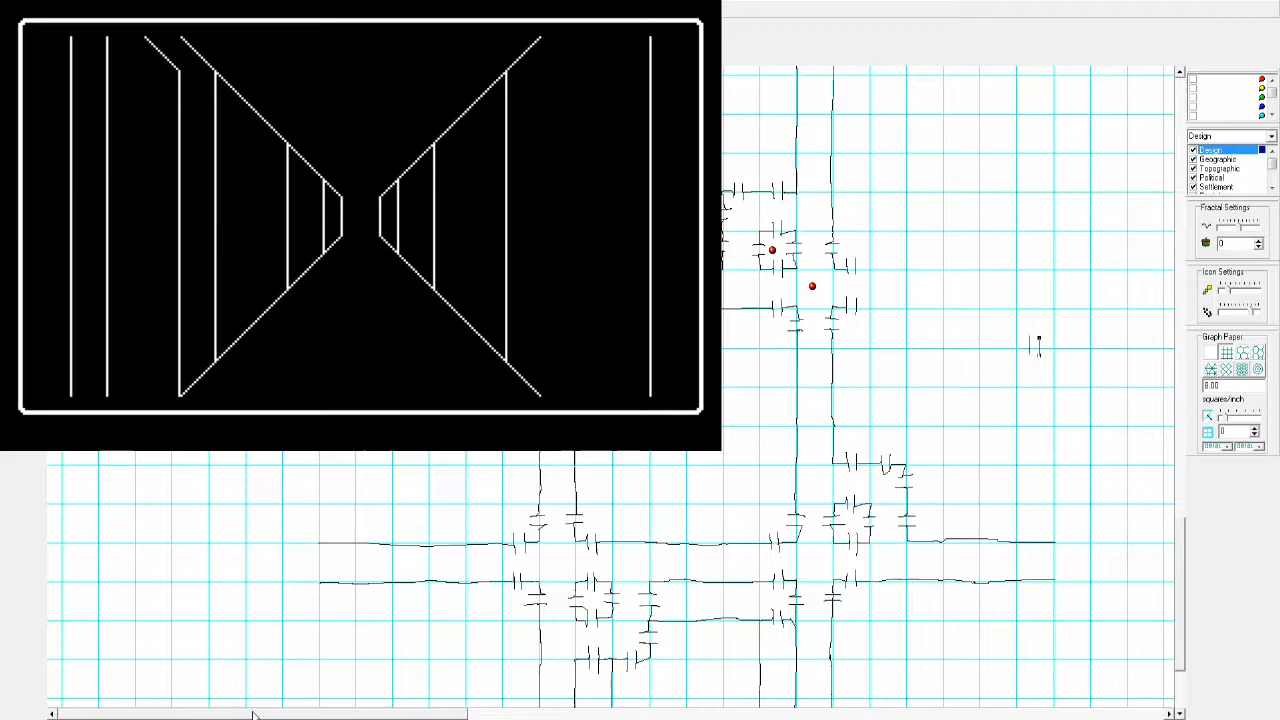 Design
Design
Geographic
Topographic
Political
Settlement
Fractal Settings
0
Icon Settings
Graph Paper
8.00
squares/inch
0